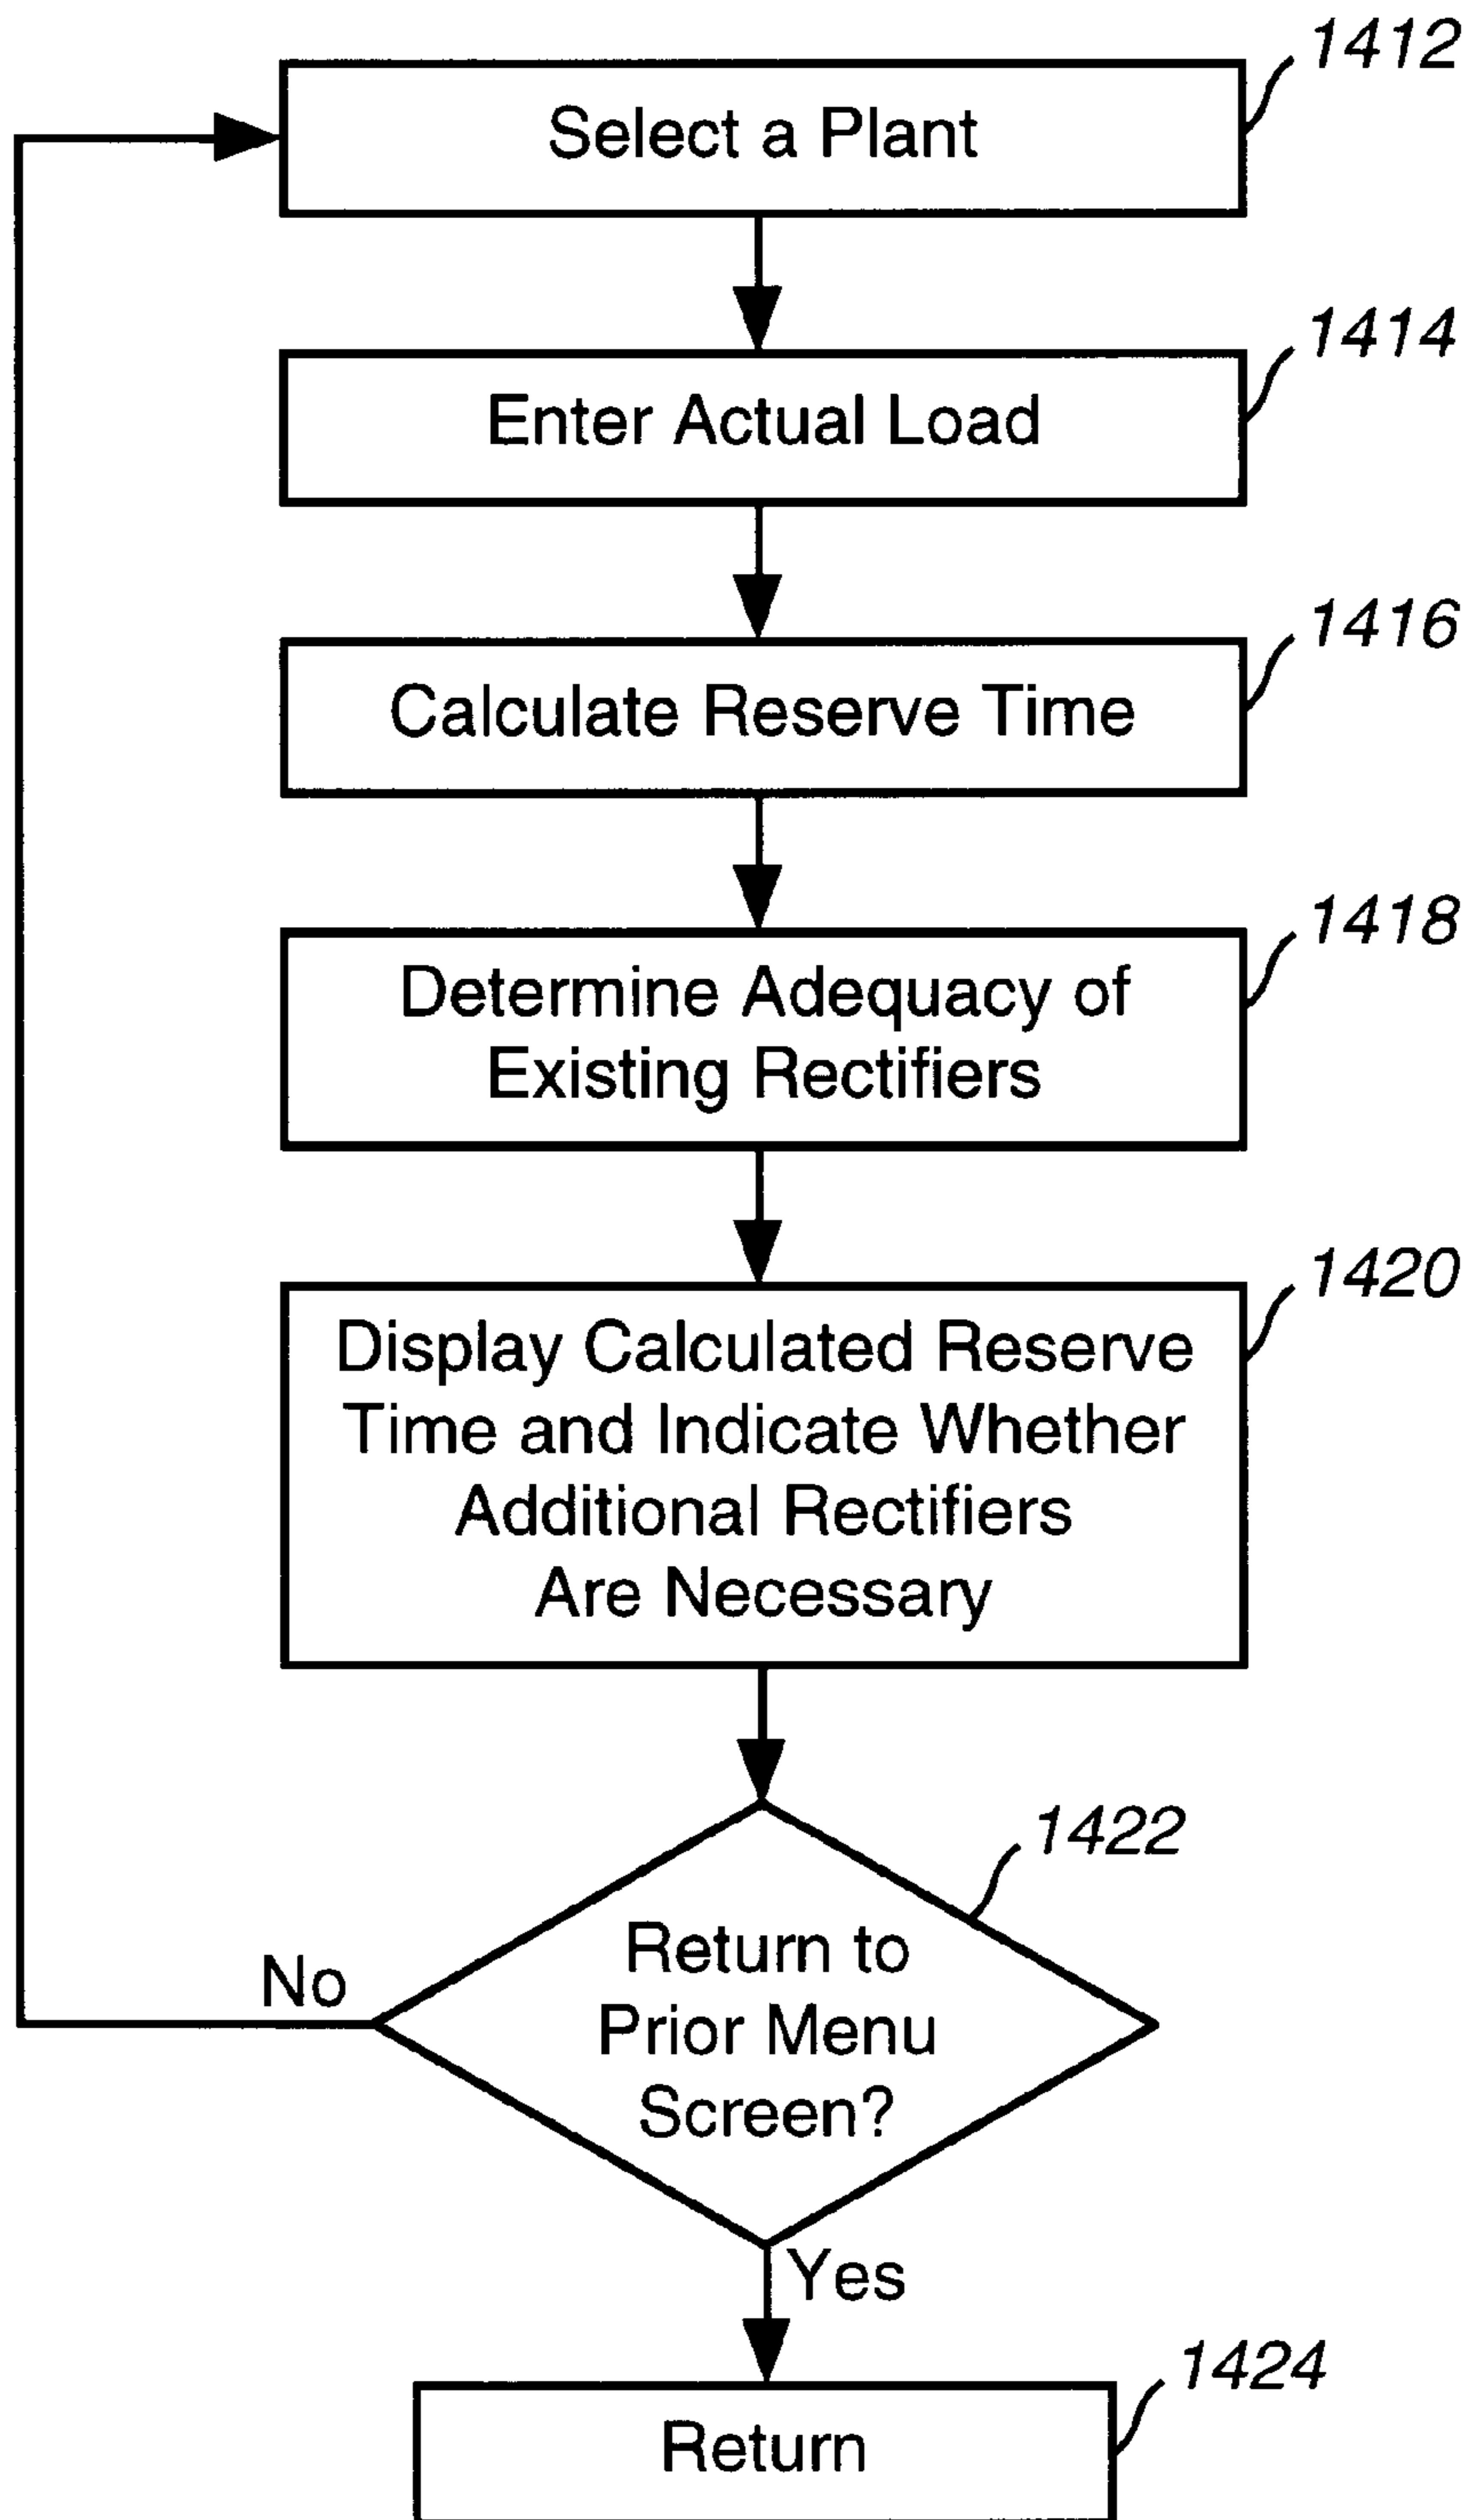 1412
Select a Plant
1414
Enter Actual Load
1416
Calculate Reserve Time
1418
Determine Adequacy of
Existing Rectifiers
1420
Display Calculated Reserve
Time and Indicate Whether
Additional Rectifiers
Are Necessary
1422
Return to
Prior Menu
Screen?
No
Yes
1424
Return